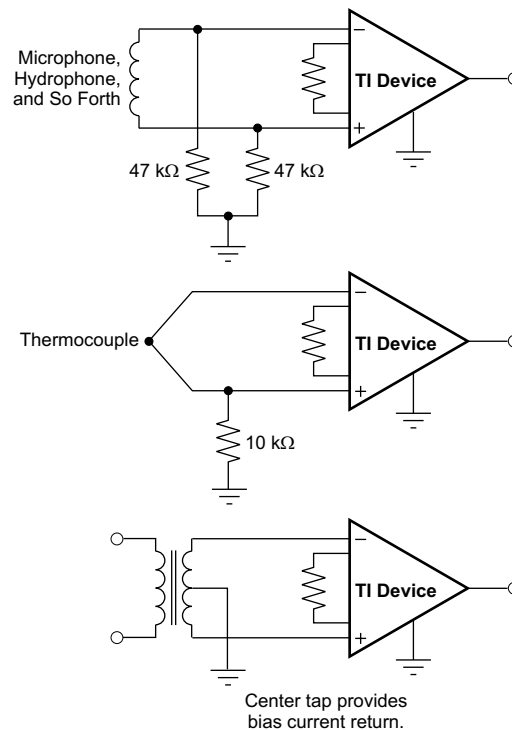 Microphone,
Hydrophone,
and So Forth
−
TI Device
+
47 kΩ
47 kΩ
Thermocouple
−
TI Device
+
10 kΩ
−
TI Device
+
Center tap provides
bias current return.